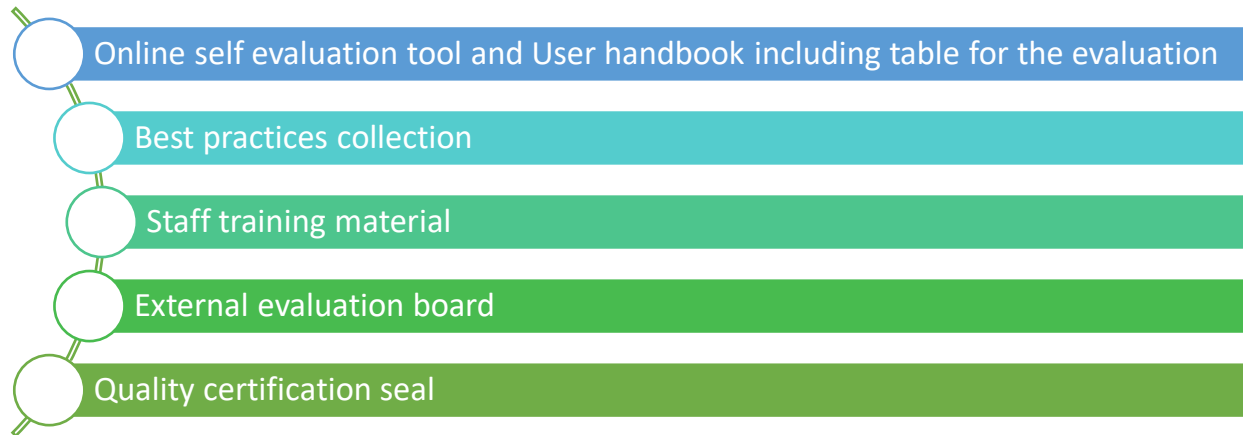 Online self evaluation tool and User handbook including table for the evaluation
Best practices collection
Staff training material
External evaluation board
Quality certification seal